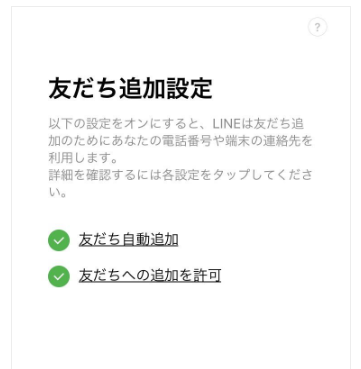 ?
友だち追加設定
以下の設定をオンにすると、LINEは友だち追
加のためにあなたの電話番号や端末の連絡先を
利用します。
詳細を確認するには各設定をタップしてくださ
い。
友だち自動追加
友だちへの追加を許可